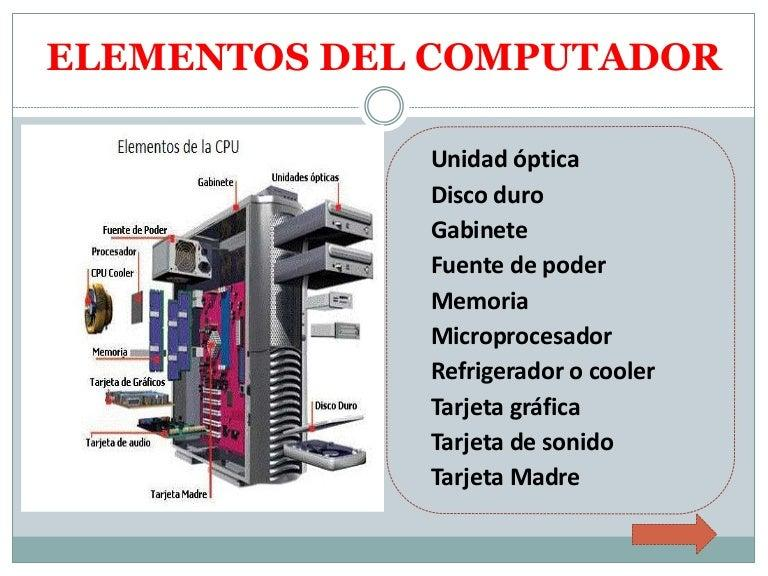 ELEMENTOS DEL COMPUTADOR
Elementos de la CPU
Gabinete
Unidades ópticas
Fuente de Poder
Procesador
CPU Cooler
Memoria
Tarjeta de Gráficos
Disco Duro
Tarjeta de audio
Tarjeta Madre
Unidad óptica
Disco duro
Gabinete
Fuente de poder
Memoria
Microprocesador
Refrigerador o cooler
Tarjeta gráfica
Tarjeta de sonido
Tarjeta Madre